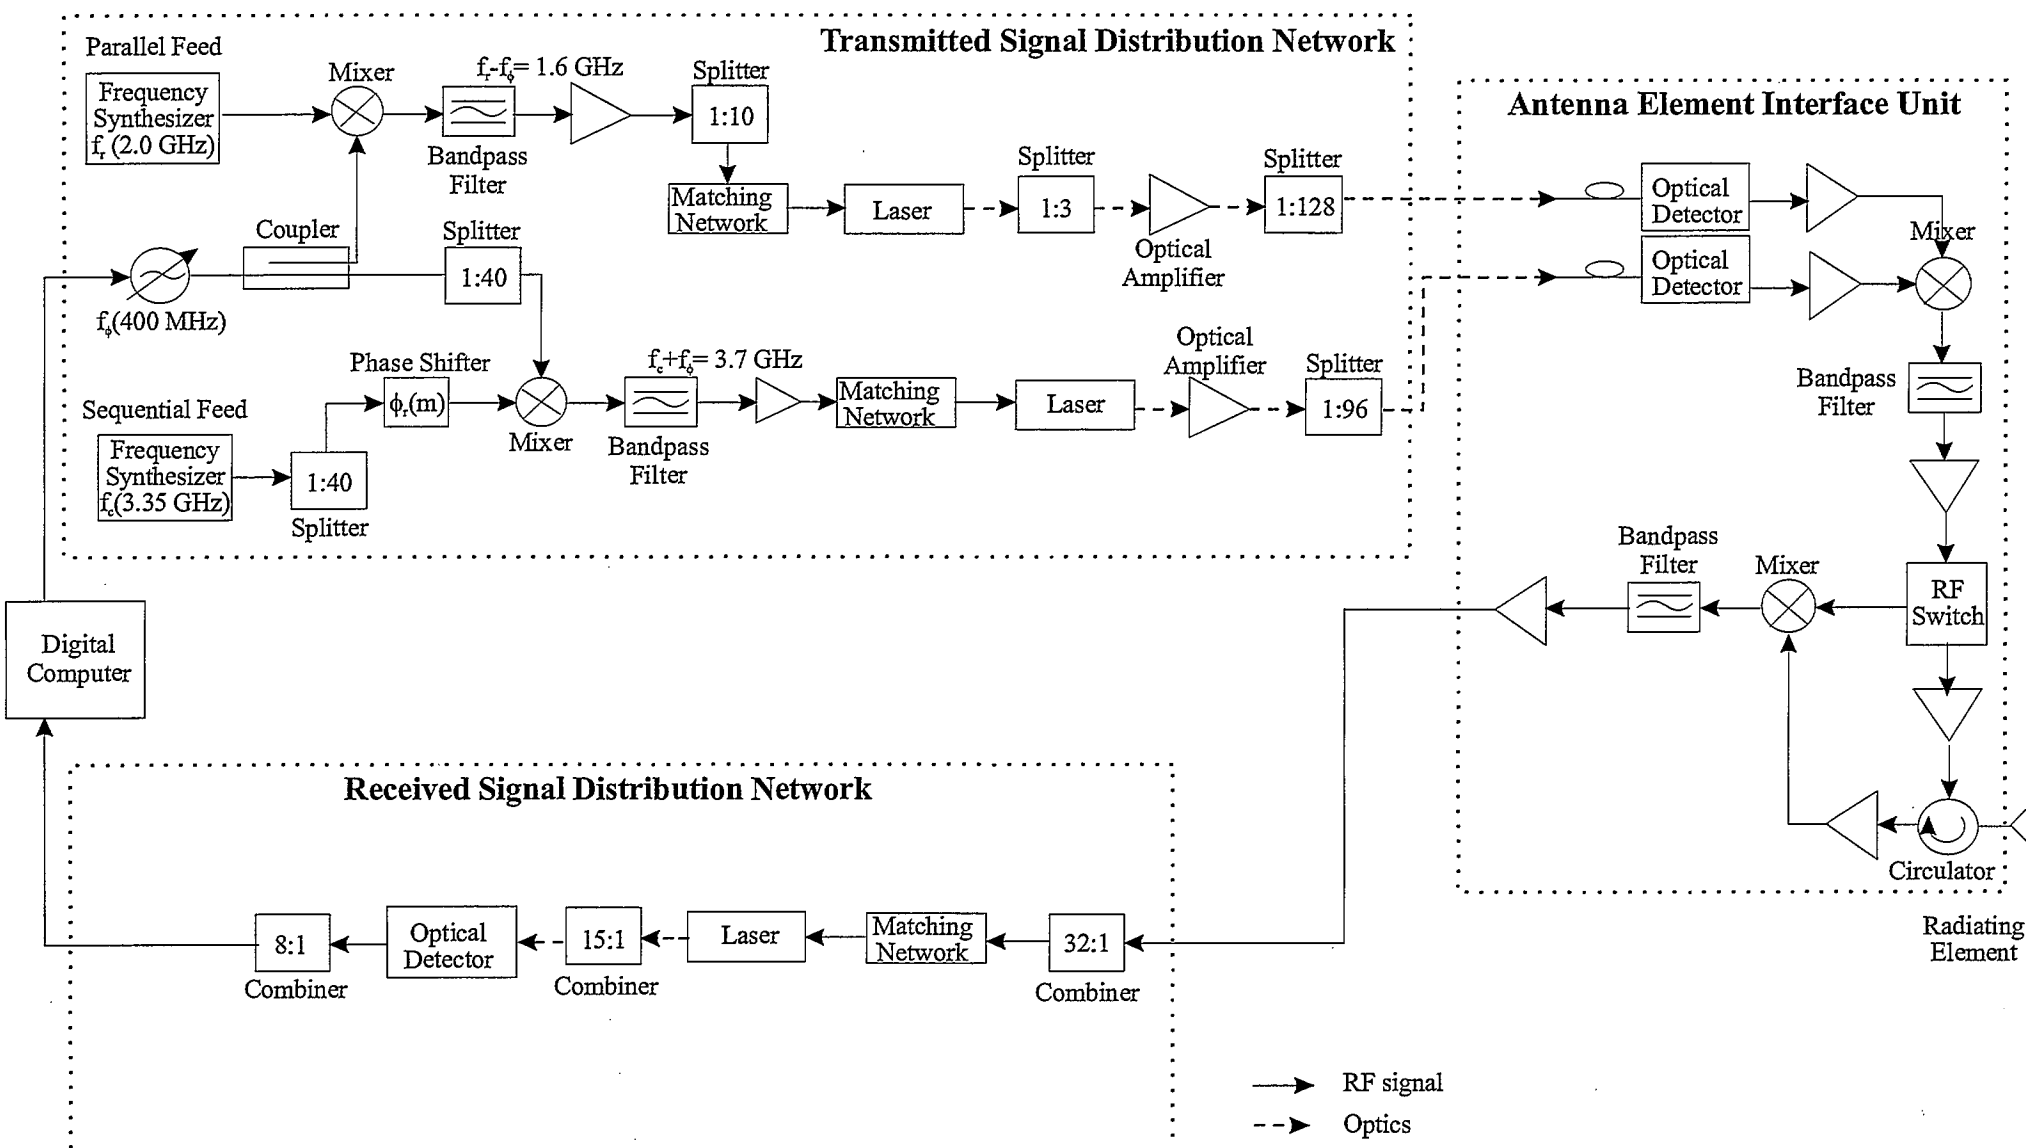 Transmitted Signal Distribution Network
Parallel Feed
Frequency
Synthesizer
fᵣ (2.0 GHz)
Mixer
fᵣ-fϕ= 1.6 GHz
Bandpass
Filter
Splitter
1:10
Matching
Network
Laser
Splitter
1:3
Optical
Amplifier
Splitter
1:128
Coupler
Splitter
1:40
fϕ(400 MHz)
Phase Shifter
ϕᵣ(m)
Mixer
f꜀+fϕ= 3.7 GHz
Bandpass
Filter
Matching
Network
Laser
Optical
Amplifier
Splitter
1:96
Sequential Feed
Frequency
Synthesizer
f꜀(3.35 GHz)
1:40
Splitter
Antenna Element Interface Unit
Optical
Detector
Optical
Detector
Mixer
Bandpass
Filter
RF
Switch
Mixer
Bandpass
Filter
Circulator
Radiating
Element
Digital
Computer
Received Signal Distribution Network
8:1
Combiner
Optical
Detector
15:1
Combiner
Laser
Matching
Network
32:1
Combiner
RF signal
Optics